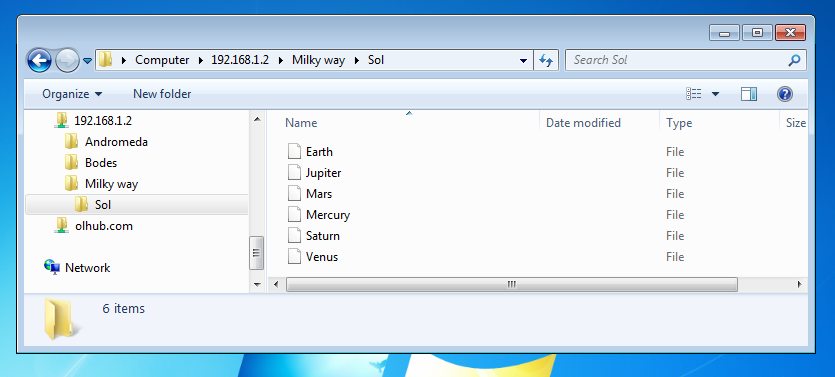 Computer 192.168.1.2 Milky way Sol Search Sol
Organize New folder
192.168.1.2
Andromeda
Bodes
Milky way
Sol
olhub.com
Network
Name Date modified Type Size
Earth File
Jupiter File
Mars File
Mercury File
Saturn File
Venus File
6 items